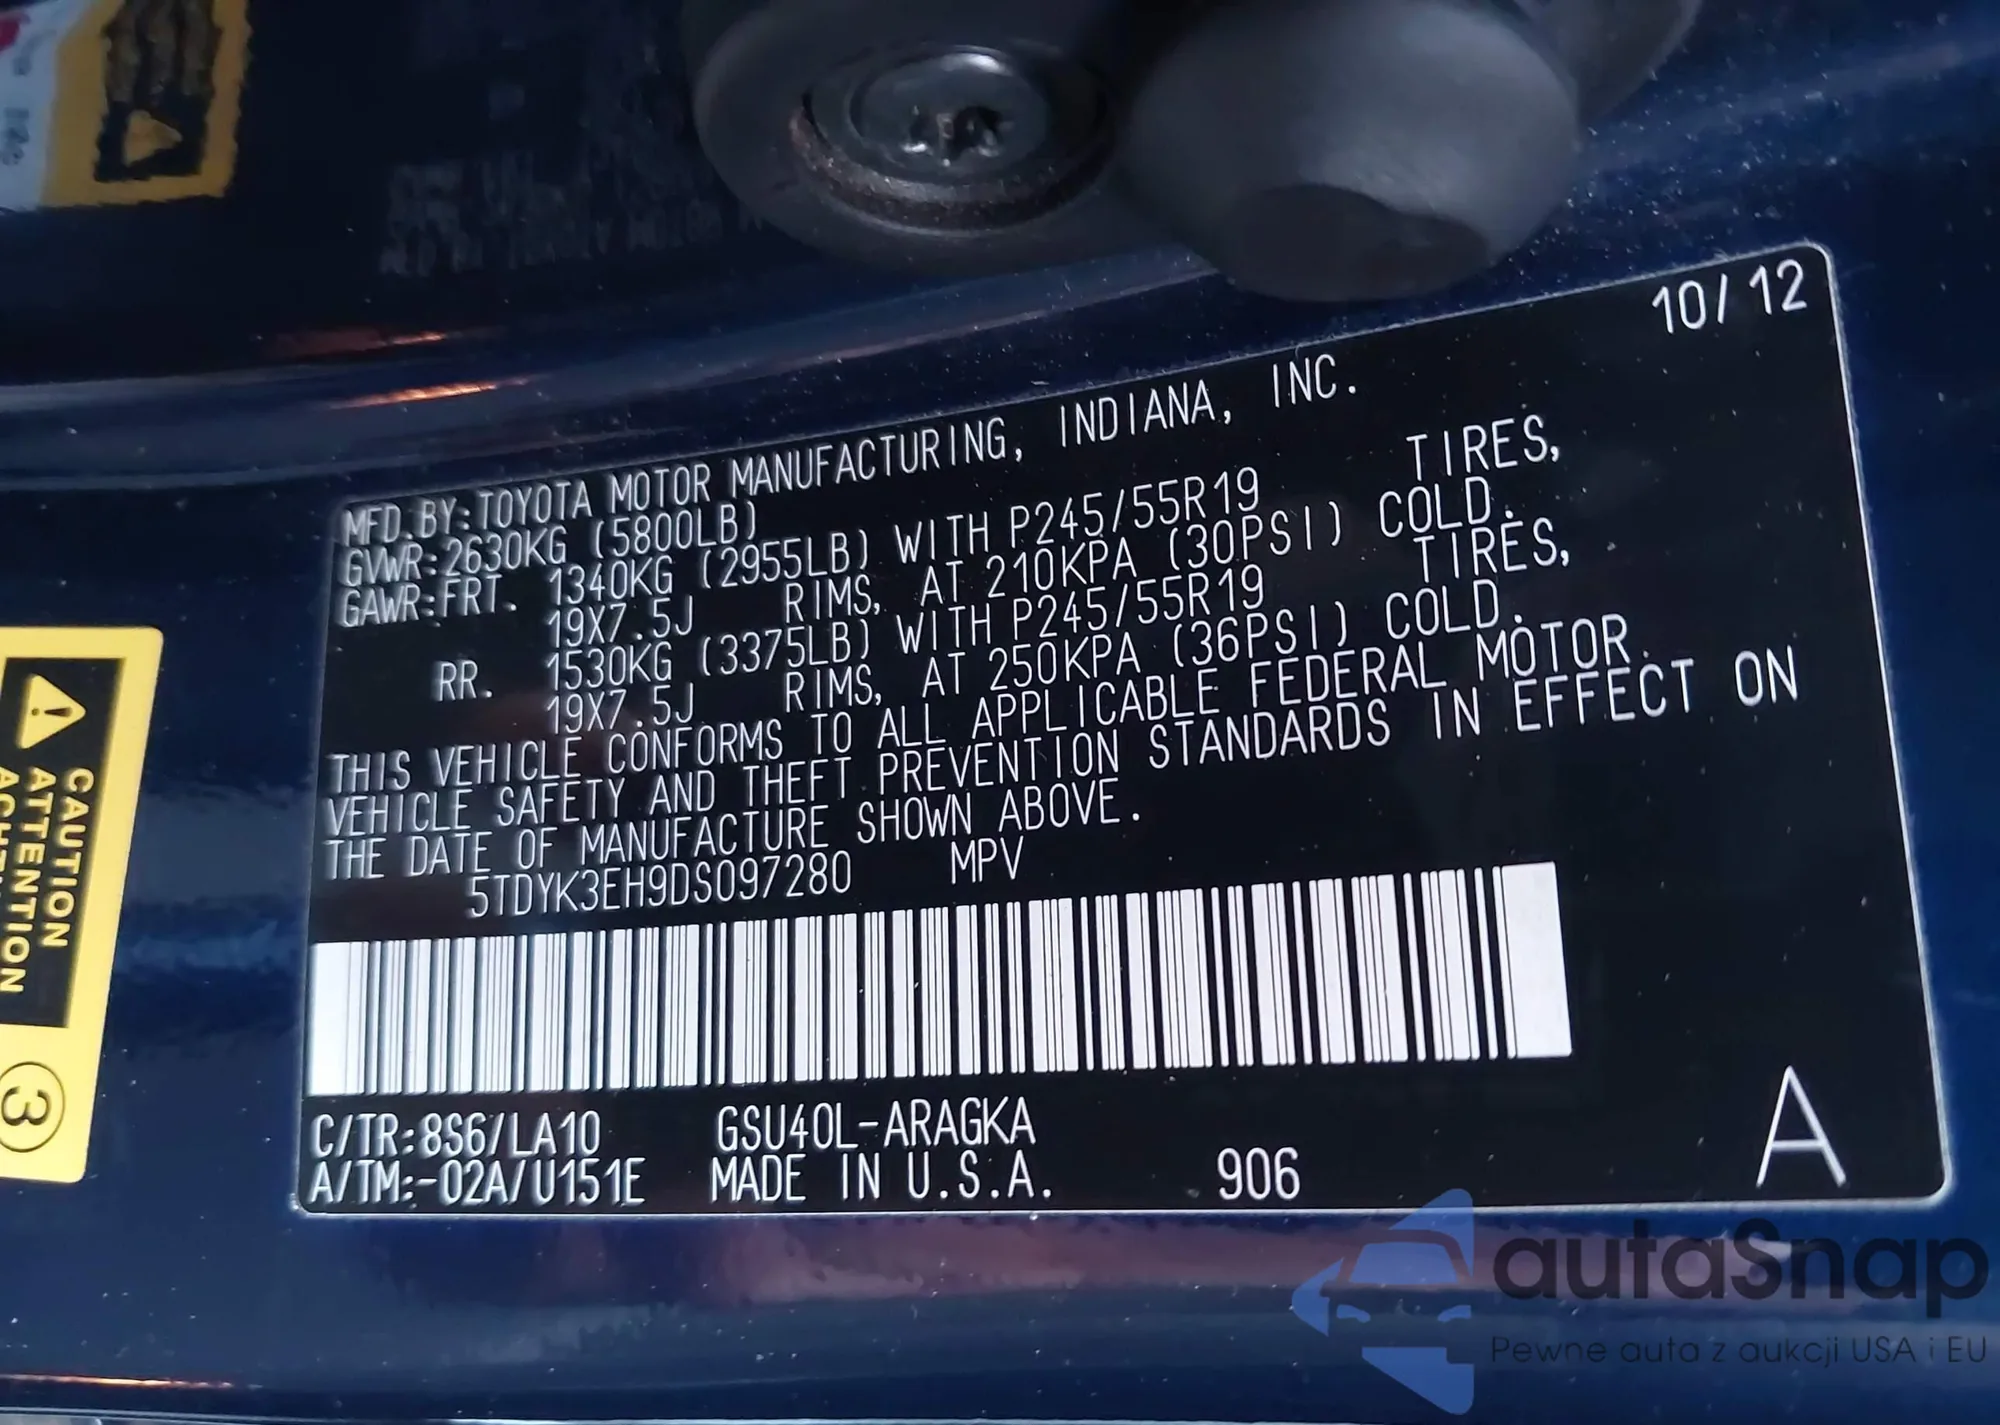 10/12
MFD.BY:TOYOTA MOTOR MANUFACTURING, INDIANA, INC.
GVWR:2630KG (5800LB)
GAWR:FRT. 1340KG (2955LB) WITH P245/55R19 TIRES,
19X7.5J RIMS, AT 210KPA (30PSI) COLD.
RR. 1530KG (3375LB) WITH P245/55R19 TIRES,
19X7.5J RIMS, AT 250KPA (36PSI) COLD.
THIS VEHICLE CONFORMS TO ALL APPLICABLE FEDERAL MOTOR
VEHICLE SAFETY AND THEFT PREVENTION STANDARDS IN EFFECT ON
THE DATE OF MANUFACTURE SHOWN ABOVE.
5TDYK3EH9DS097280 MPV
C/TR:8S6/LA10 GSU40L-ARAGKA
A/TM:-02A/U151E MADE IN U.S.A. 906
A
CAUTION
ATTENTION
3
autaSnap
Pewne auta z aukcji USA i EU